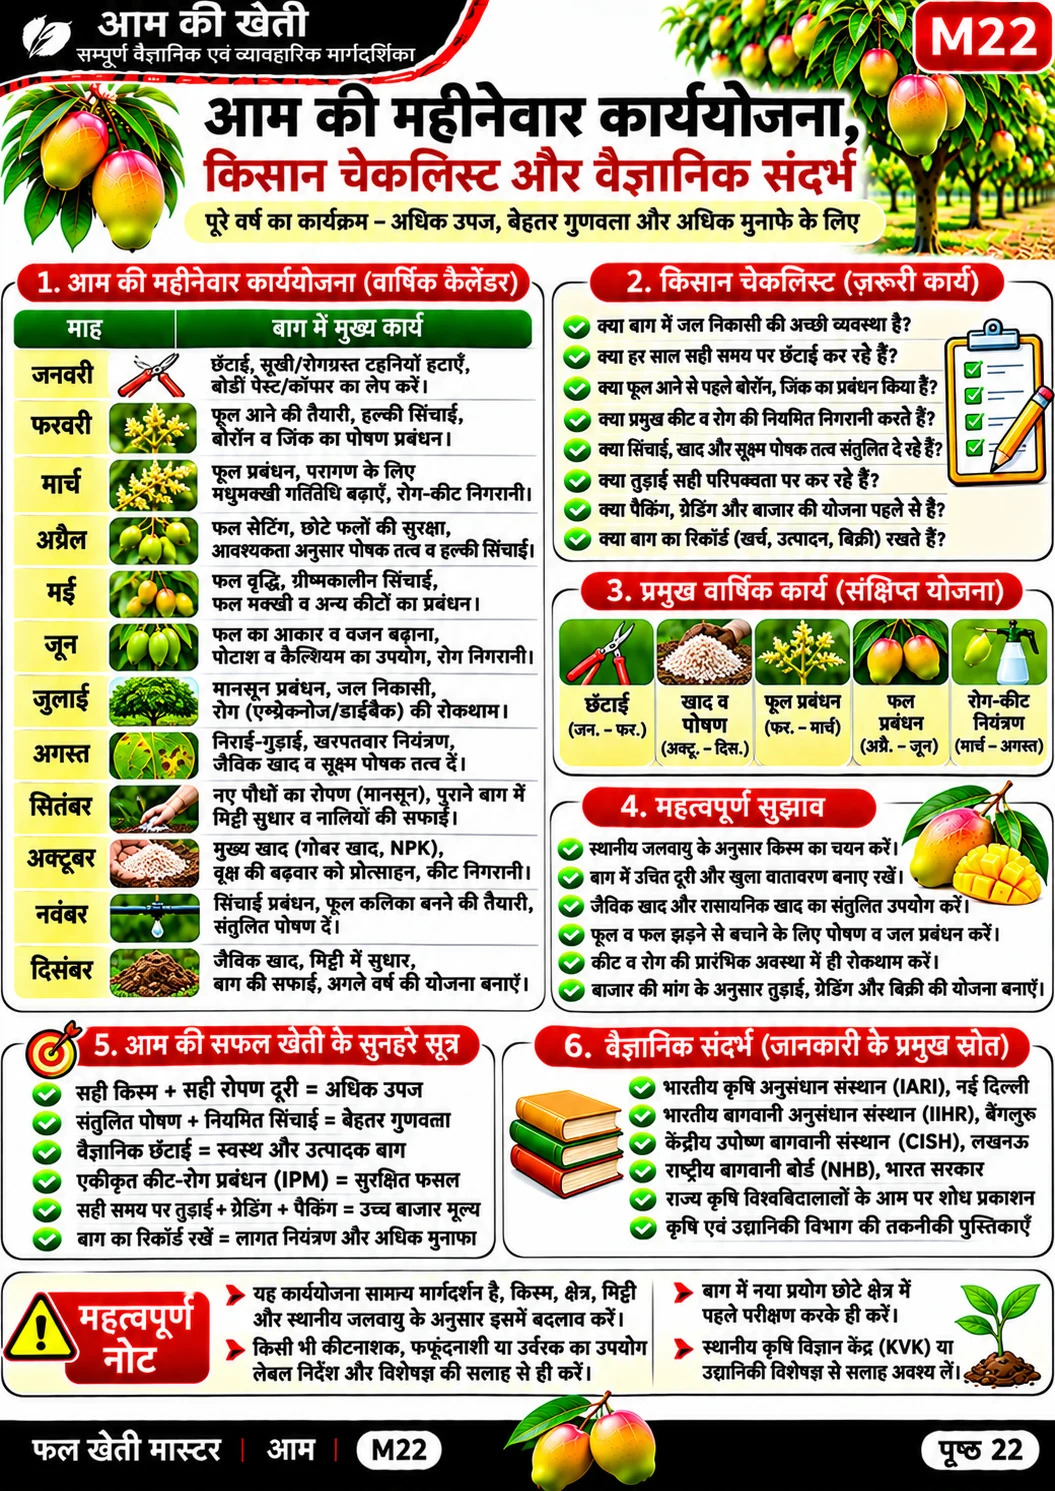 आम की खेती
सम्पूर्ण वैज्ञानिक एवं व्यावहारिक मार्गदर्शिका
M22
आम की महीनेवार कार्ययोजना,
किसान चेकलिस्ट और वैज्ञानिक संदर्भ
पूरे वर्ष का कार्यक्रम – अधिक उपज, बेहतर गुणवत्ता और अधिक मुनाफे के लिए
1. आम की महीनेवार कार्ययोजना (वार्षिक कैलेंडर)
माह बाग में मुख्य कार्य
जनवरी
छँटाई, सूखी/रोगग्रस्त टहनियों हटाएँ,
बोर्डी पेस्ट/कॉपर का लेप करें।
फरवरी
फूल आने की तैयारी, हल्की सिंचाई,
बोरॉन व जिंक का पोषण प्रबंधन।
मार्च
फूल प्रबंधन, परागण के लिए
मधुमक्खी गतिविधि बढ़ाएँ, रोग-कीट निगरानी।
अप्रैल
फल सेटिंग, छोटे फलों की सुरक्षा,
आवश्यकता अनुसार पोषक तत्व व हल्की सिंचाई।
मई
फल वृद्धि, ग्रीष्मकालीन सिंचाई,
फल मक्खी व अन्य कीटों का प्रबंधन।
जून
फल का आकार व वजन बढ़ाना,
पोटाश व कैल्शियम का उपयोग, रोग निगरानी।
जुलाई
मानसून प्रबंधन, जल निकासी,
रोग (एन्थ्रेकनोज/डाईबैक) की रोकथाम।
अगस्त
निराई-गुड़ाई, खरपतवार नियंत्रण,
जैविक खाद व सूक्ष्म पोषक तत्व दें।
सितंबर
नए पौधों का रोपण (मानसून), पुराने बाग में
मिट्टी सुधार व नालियों की सफाई।
अक्टूबर
मुख्य खाद (गोबर खाद, NPK),
वृक्ष की बढ़वार को प्रोत्साहन, कीट निगरानी।
नवंबर
सिंचाई प्रबंधन, फूल कलिका बनने की तैयारी,
संतुलित पोषण दें।
दिसंबर
जैविक खाद, मिट्टी में सुधार,
बाग की सफाई, अगले वर्ष की योजना बनाएँ।
2. किसान चेकलिस्ट (ज़रूरी कार्य)
क्या बाग में जल निकासी की अच्छी व्यवस्था है?
क्या हर साल सही समय पर छँटाई कर रहे हैं?
क्या फूल आने से पहले बोरॉन, जिंक का प्रबंधन किया हैं?
क्या प्रमुख कीट व रोग की नियमित निगरानी करते हैं?
क्या सिंचाई, खाद और सूक्ष्म पोषक तत्व संतुलित दे रहे हैं?
क्या तुड़ाई सही परिपक्वता पर कर रहे हैं?
क्या पैकिंग, ग्रेडिंग और बाजार की योजना पहले से हैं?
क्या बाग का रिकॉर्ड (खर्च, उत्पादन, बिक्री) रखते हैं?
3. प्रमुख वार्षिक कार्य (संक्षिप्त योजना)
छँटाई
(जन. – फर.)
खाद व
पोषण
(अक्टू. – दिस.)
फूल प्रबंधन
(फर. – मार्च)
फल
प्रबंधन
(अप्रै. – जून)
रोग-कीट
नियंत्रण
(मार्च – अगस्त)
4. महत्वपूर्ण सुझाव
स्थानीय जलवायु के अनुसार किस्म का चयन करें।
बाग में उचित दूरी और खुला वातावरण बनाए रखें।
जैविक खाद और रासायनिक खाद का संतुलित उपयोग करें।
फूल व फल झड़ने से बचाने के लिए पोषण व जल प्रबंधन करें।
कीट व रोग की प्रारंभिक अवस्था में ही रोकथाम करें।
बाजार की मांग के अनुसार तुड़ाई, ग्रेडिंग और बिक्री की योजना बनाएँ।
5. आम की सफल खेती के सुनहरे सूत्र
सही किस्म + सही रोपण दूरी = अधिक उपज
संतुलित पोषण + नियमित सिंचाई = बेहतर गुणवत्ता
वैज्ञानिक छँटाई = स्वस्थ और उत्पादक बाग
एकीकृत कीट-रोग प्रबंधन (IPM) = सुरक्षित फसल
सही समय पर तुड़ाई + ग्रेडिंग + पैकिंग = उच्च बाजार मूल्य
बाग का रिकॉर्ड रखें = लागत नियंत्रण और अधिक मुनाफा
6. वैज्ञानिक संदर्भ (जानकारी के प्रमुख स्रोत)
भारतीय कृषि अनुसंधान संस्थान (IARI), नई दिल्ली
भारतीय बागवानी अनुसंधान संस्थान (IIHR), बेंगलुरु
केंद्रीय उपोष्ण बागवानी संस्थान (CISH), लखनऊ
राष्ट्रीय बागवानी बोर्ड (NHB), भारत सरकार
राज्य कृषि विश्वबिदालालों के आम पर शोध प्रकाशन
कृषि एवं उद्यानिकी विभाग की तकनीकी पुस्तिकाएँ
महत्वपूर्ण
नोट
यह कार्ययोजना सामान्य मार्गदर्शन है, किस्म, क्षेत्र, मिट्टी
और स्थानीय जलवायु के अनुसार इसमें बदलाव करें।
किसी भी कीटनाशक, फफूंदनाशी या उर्वरक का उपयोग
लेबल निर्देश और विशेषज्ञ की सलाह से ही करें।
बाग में नया प्रयोग छोटे क्षेत्र में
पहले परीक्षण करके ही करें।
स्थानीय कृषि विज्ञान केंद्र (KVK) या
उद्यानिकी विशेषज्ञ से सलाह अवश्य लें।
फल खेती मास्टर | आम | M22
पृष्ठ 22